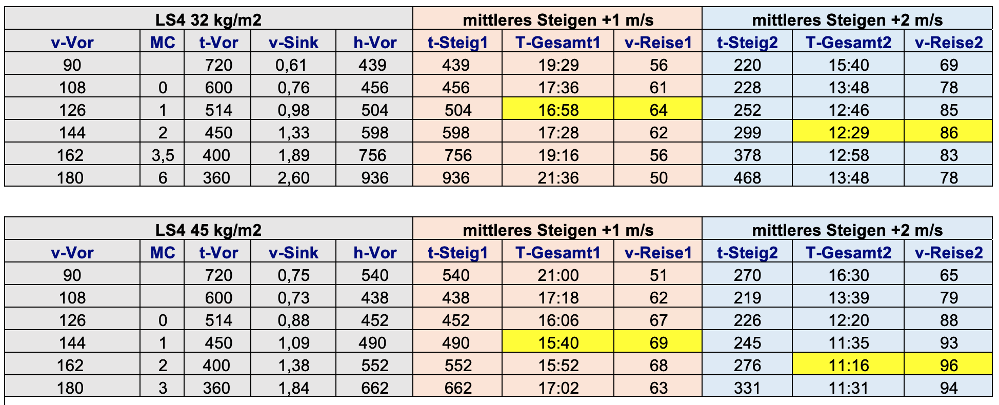 LS4 32 kg/m2 mittleres Steigen +1 m/s mittleres Steigen +2 m/s
v-Vor MC t-Vor v-Sink h-Vor t-Steig1 T-Gesamt1 v-Reise1 t-Steig2 T-Gesamt2 v-Reise2
90 720 0,61 439 439 19:29 56 220 15:40 69
108 0 600 0,76 456 456 17:36 61 228 13:48 78
126 1 514 0,98 504 504 16:58 64 252 12:46 85
144 2 450 1,33 598 598 17:28 62 299 12:29 86
162 3,5 400 1,89 756 756 19:16 56 378 12:58 83
180 6 360 2,60 936 936 21:36 50 468 13:48 78
LS4 45 kg/m2 mittleres Steigen +1 m/s mittleres Steigen +2 m/s
v-Vor MC t-Vor v-Sink h-Vor t-Steig1 T-Gesamt1 v-Reise1 t-Steig2 T-Gesamt2 v-Reise2
90 720 0,75 540 540 21:00 51 270 16:30 65
108 600 0,73 438 438 17:18 62 219 13:39 79
126 0 514 0,88 452 452 16:06 67 226 12:20 88
144 1 450 1,09 490 490 15:40 69 245 11:35 93
162 2 400 1,38 552 552 15:52 68 276 11:16 96
180 3 360 1,84 662 662 17:02 63 331 11:31 94